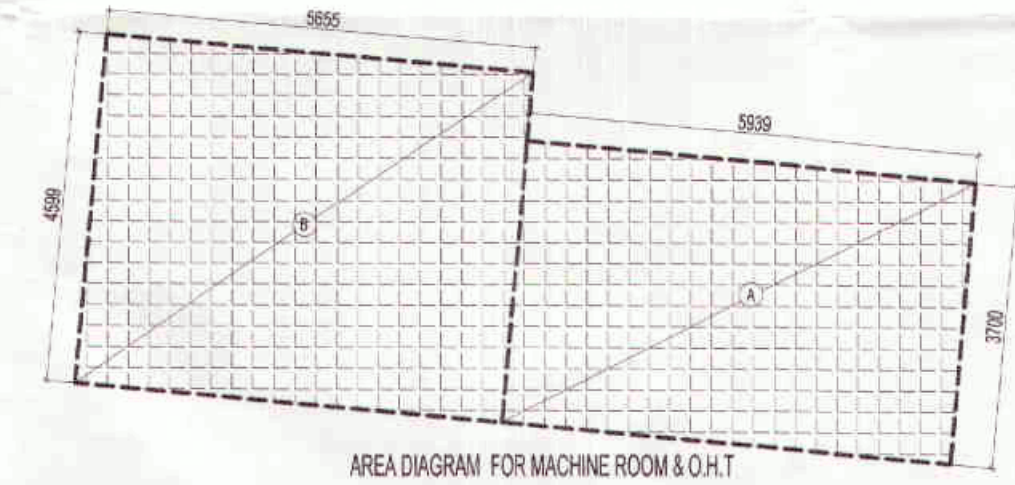 5655
5939
4599
B
A
3700
AREA DIAGRAM FOR MACHINE ROOM & O.H.T